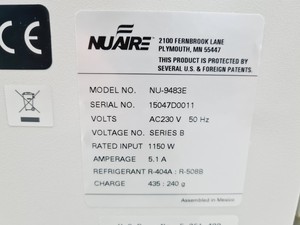 CE
NUAIRE
2100 FERNBROOK LANE
PLYMOUTH, MN 55447
THIS PRODUCT IS PROTECTED BY
SEVERAL U.S. & FOREIGN PATENTS.
MODEL NO. NU-9483E
SERIAL NO. 15047D0011
VOLTS AC230 V 50 Hz
VOLTAGE NO. SERIES B
RATED INPUT 1150 W
AMPERAGE 5.1 A
REFRIGERANT R-404A : R-508B
CHARGE 435 : 240 g
Assembled in Mexico